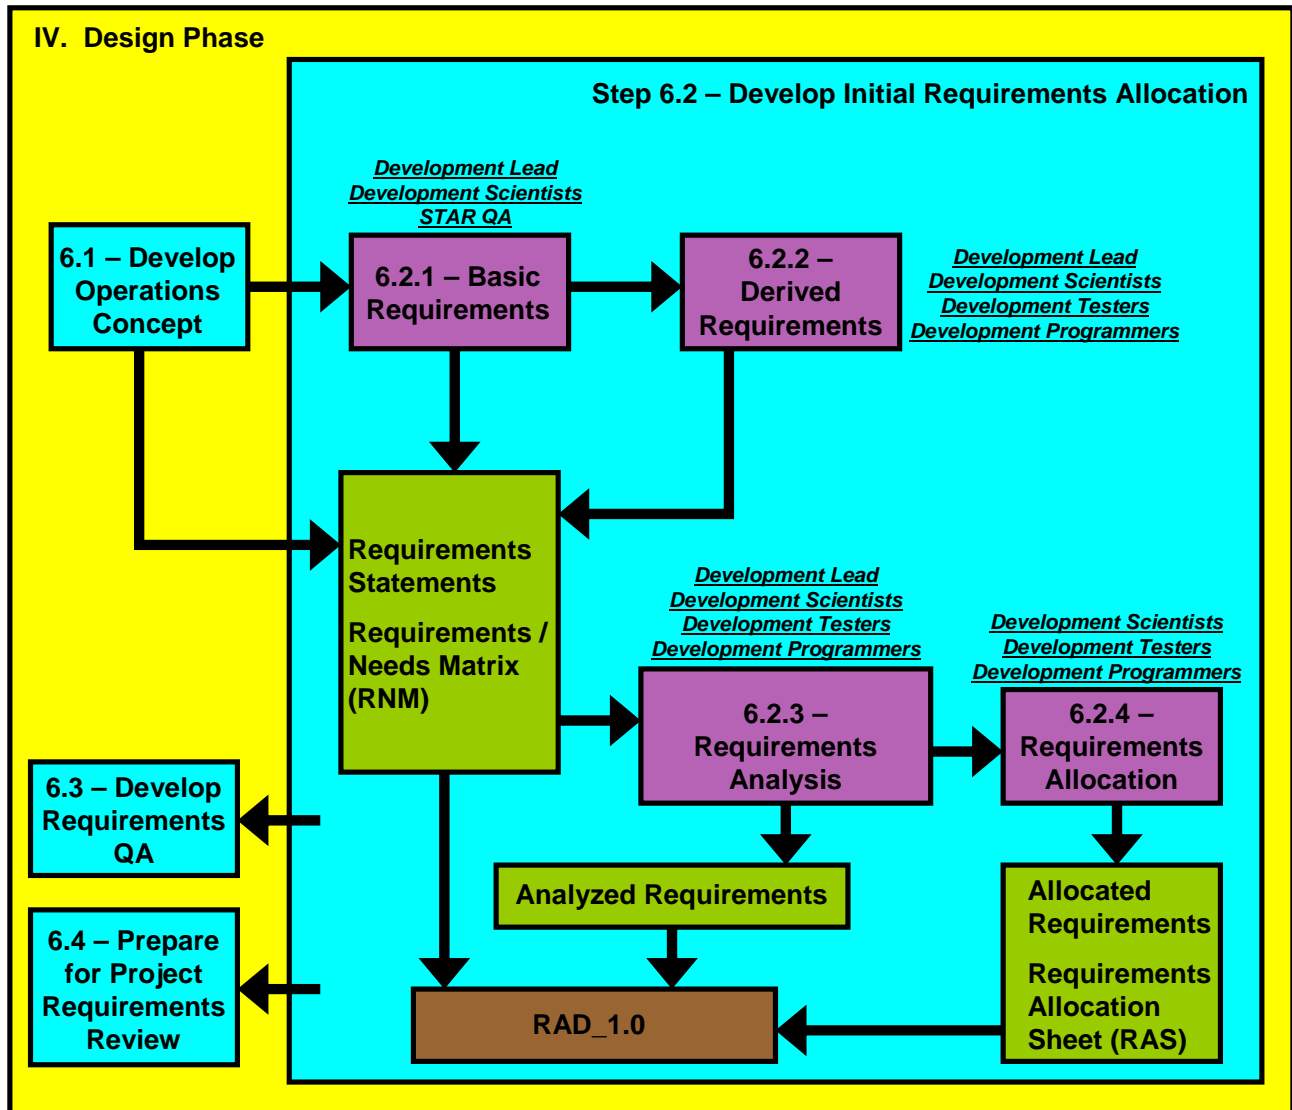 IV. Design Phase
Step 6.2 – Develop Initial Requirements Allocation
Development Lead
Development Scientists
STAR QA
6.1 – Develop
Operations
Concept
6.2.1 – Basic
Requirements
6.2.2 –
Derived
Requirements
Development Lead
Development Scientists
Development Testers
Development Programmers
Requirements
Statements
Requirements /
Needs Matrix
(RNM)
Development Lead
Development Scientists
Development Testers
Development Programmers
Development Scientists
Development Testers
Development Programmers
6.2.3 –
Requirements
Analysis
6.2.4 –
Requirements
Allocation
6.3 – Develop
Requirements
QA
Analyzed Requirements
Allocated
Requirements
Requirements
Allocation
Sheet (RAS)
6.4 – Prepare
for Project
Requirements
Review
RAD_1.0